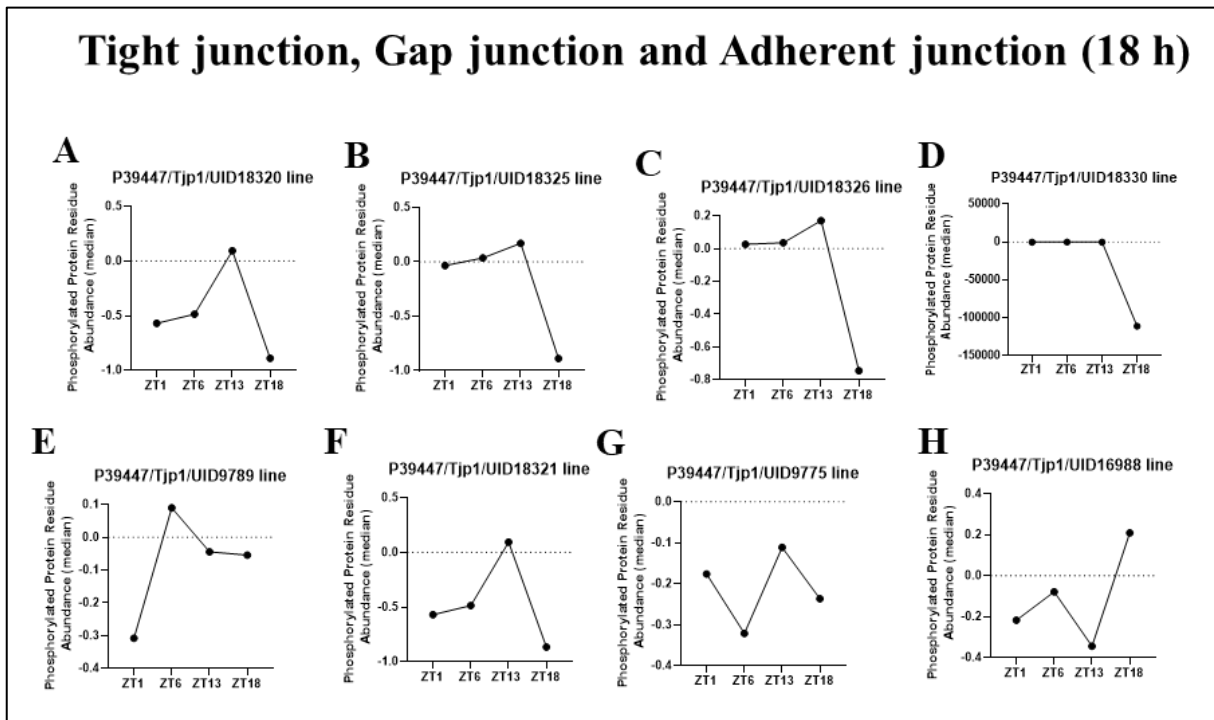 Tight junction, Gap junction and Adherent junction (18 h)
A
P39447/Tjp1/UID18320 line
Phosphorylated Protein Residue
Abundance (median)
0.5
0.0
-0.5
-1.0
ZT1 ZT6 ZT13 ZT18
B
P39447/Tjp1/UID18325 line
Phosphorylated Protein Residue
Abundance (median)
0.5
0.0
-0.5
-1.0
ZT1 ZT6 ZT13 ZT18
C
P39447/Tjp1/UID18326 line
Phosphorylated Protein Residue
Abundance (median)
0.2
0.0
-0.2
-0.4
-0.6
-0.8
ZT1 ZT6 ZT13 ZT18
D
P39447/Tjp1/UID18330 line
Phosphorylated Protein Residue
Abundance (median)
50000
0
-50000
-100000
-150000
ZT1 ZT6 ZT13 ZT18
E
P39447/Tjp1/UID9789 line
Phosphorylated Protein Residue
Abundance (median)
0.1
0.0
-0.1
-0.2
-0.3
-0.4
ZT1 ZT6 ZT13 ZT18
F
P39447/Tjp1/UID18321 line
Phosphorylated Protein Residue
Abundance (median)
0.5
0.0
-0.5
-1.0
ZT1 ZT6 ZT13 ZT18
G
P39447/Tjp1/UID9775 line
Phosphorylated Protein Residue
Abundance (median)
0.0
-0.1
-0.2
-0.3
-0.4
ZT1 ZT6 ZT13 ZT18
H
P39447/Tjp1/UID16988 line
Phosphorylated Protein Residue
Abundance (median)
0.4
0.2
0.0
-0.2
-0.4
ZT1 ZT6 ZT13 ZT18